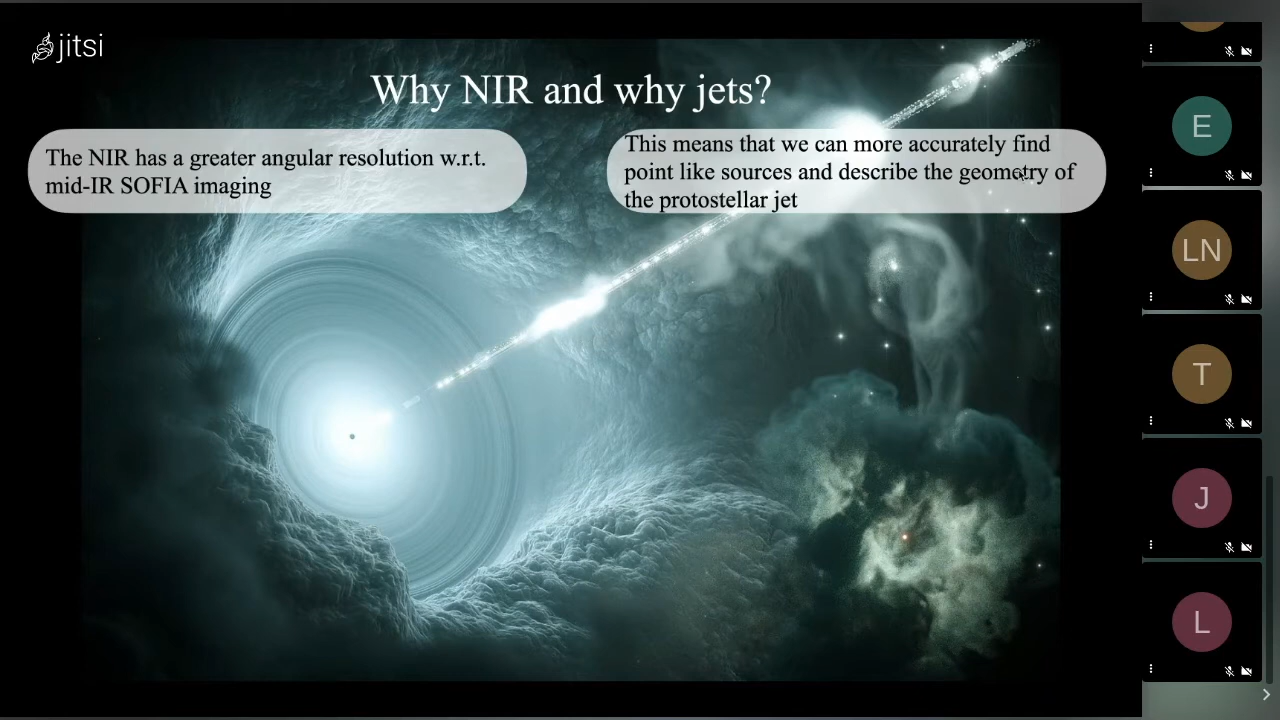 jitsi
Why NIR and why jets?
The NIR has a greater angular resolution w.r.t.
mid-IR SOFIA imaging
This means that we can more accurately find
point like sources and describe the geometry of
the protostellar jet
E
LN
T
J
L